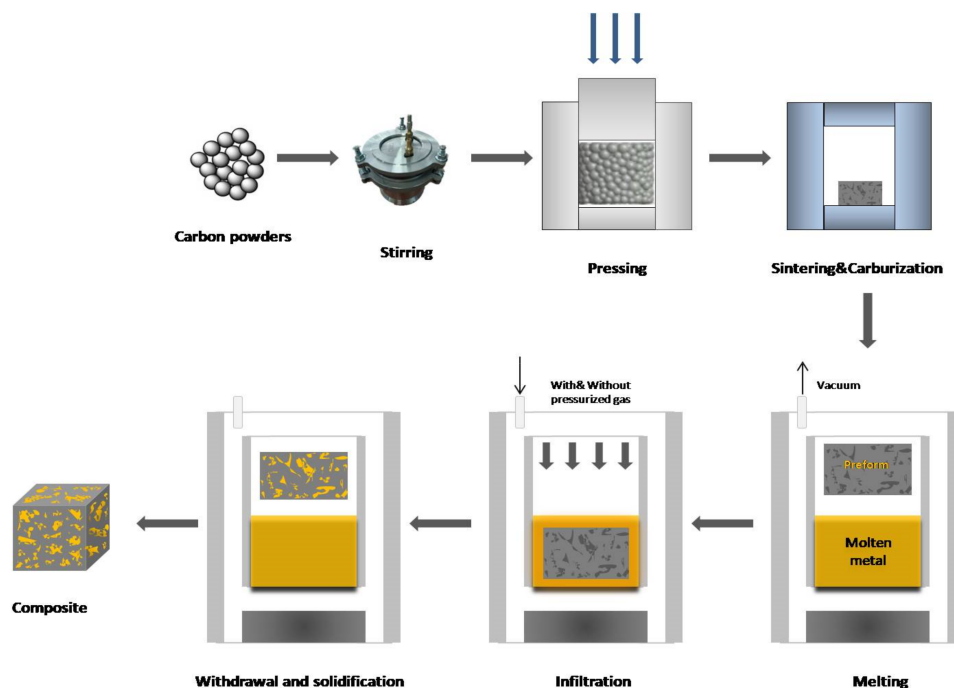 Carbon powders
Stirring
Pressing
Sintering&Carburization
Vacuum
Preform
Molten
metal
Melting
With& Without
pressurized gas
Infiltration
Withdrawal and solidification
Composite